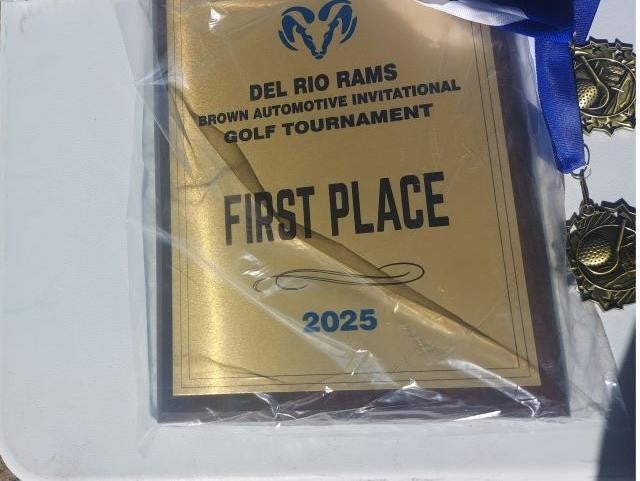 DEL RIO RAMS
BROWN AUTOMOTIVE INVITATIONAL
GOLF TOURNAMENT
FIRST PLACE
2025